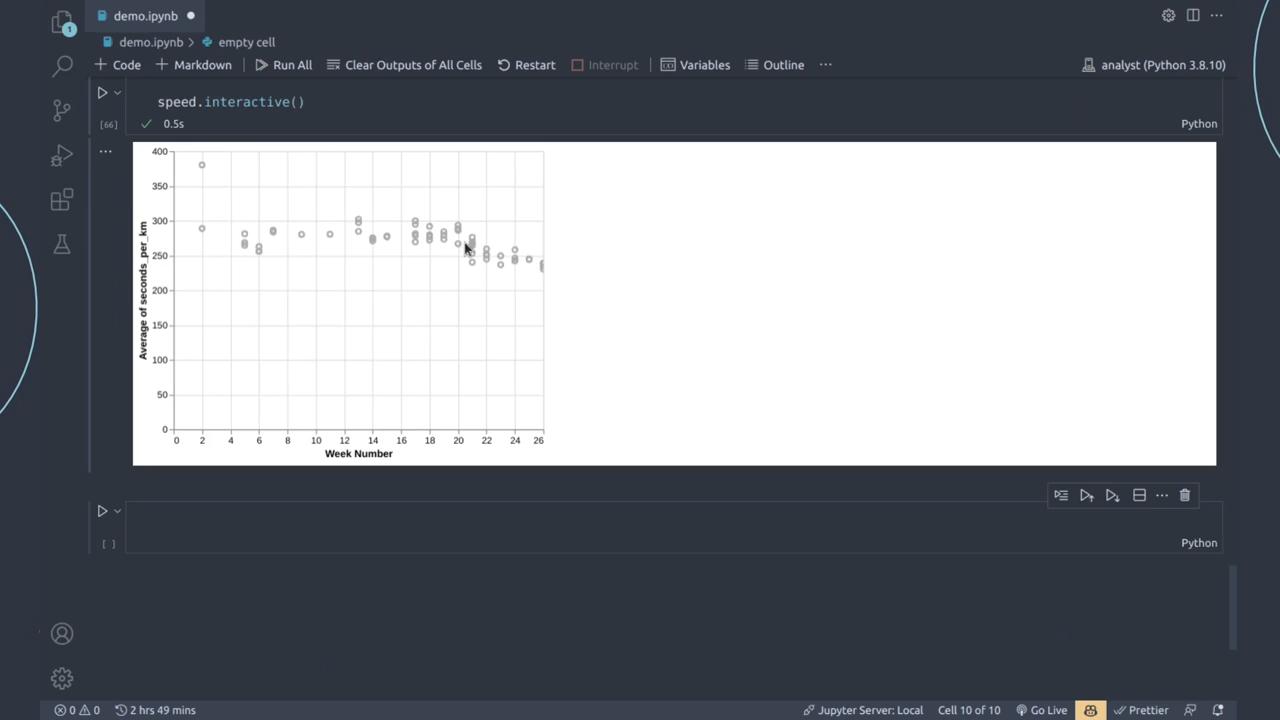 demo.ipynb
1
demo.ipynb > empty cell
+ Code + Markdown Run All Clear Outputs of All Cells Restart Interrupt Variables Outline ··· analyst (Python 3.8.10)
speed.interactive()
[66] 0.5s Python
400
350
300
250
200
150
100
50
0
Average of seconds_per_km
0 2 4 6 8 10 12 14 16 18 20 22 24 26
Week Number
[ ] Python
0 0 2 hrs 49 mins Jupyter Server: Local Cell 10 of 10 Go Live Prettier